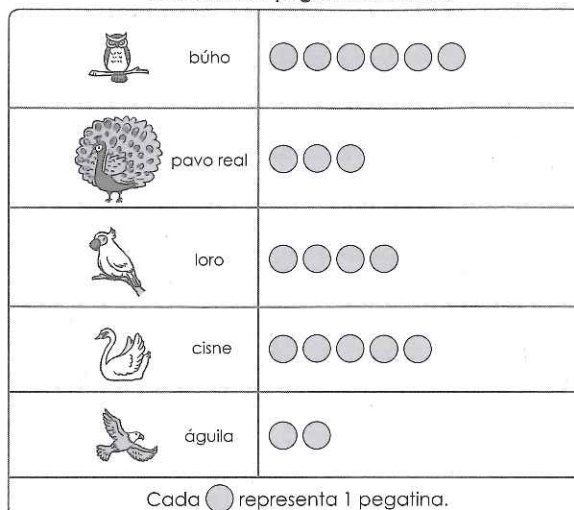 búho
pavo real
loro
cisne
águila
Cada representa 1 pegatina.